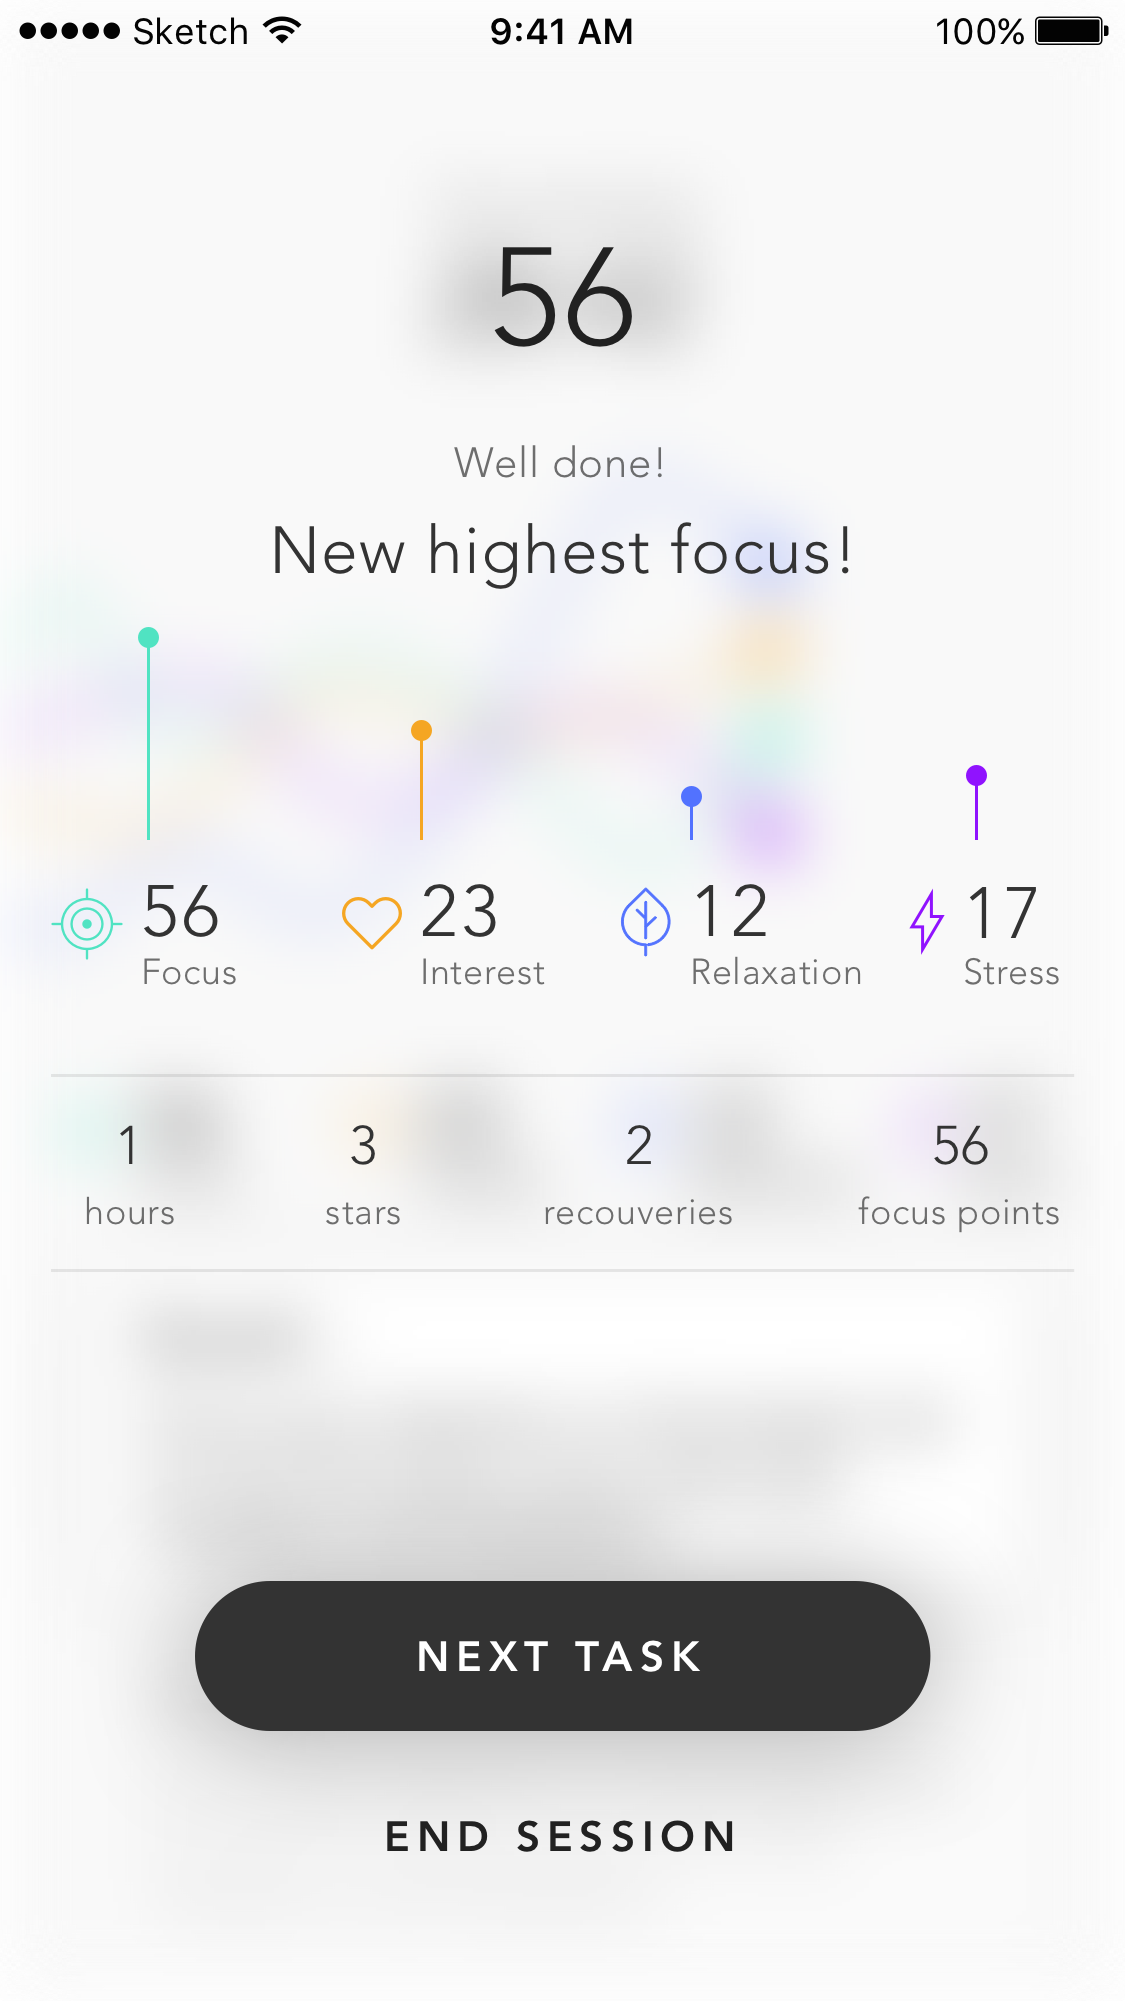 Sketch 9:41 AM 100%
56
Well done!
New highest focus!
56 23 12 17
Focus Interest Relaxation Stress
1 3 2 56
hours stars recouveries focus points
NEXT TASK
END SESSION